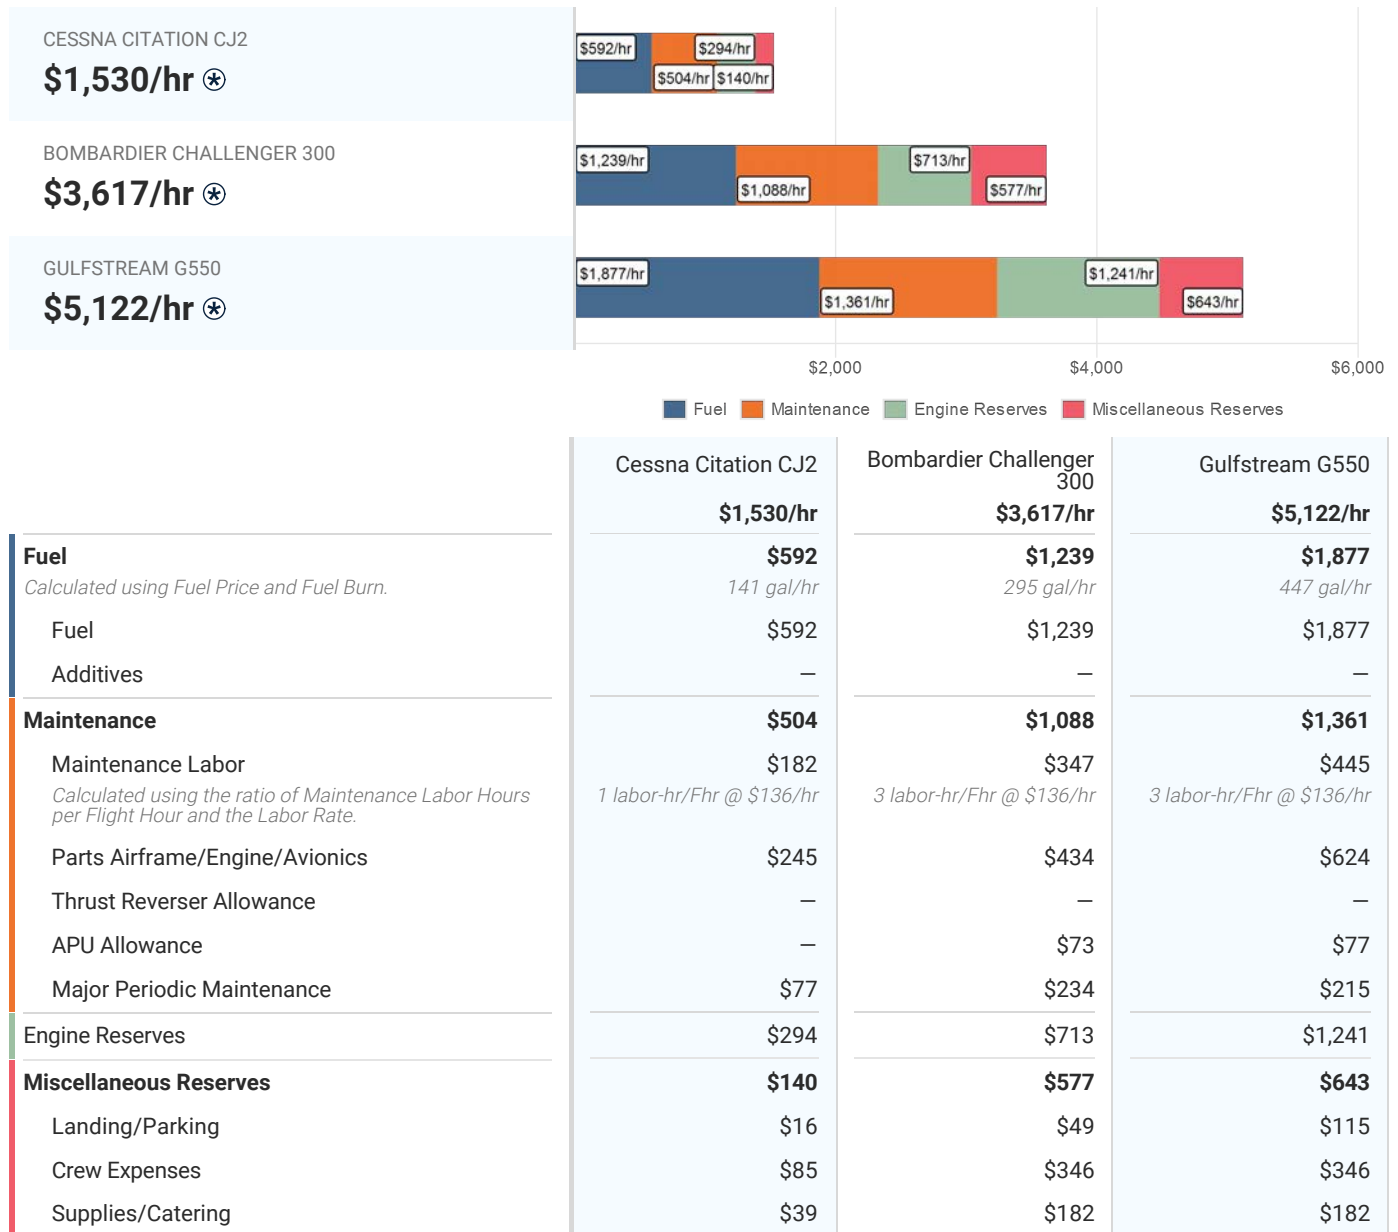 CESSNA CITATION CJ2
$1,530/hr
$592/hr $294/hr
$504/hr $140/hr
BOMBARDIER CHALLENGER 300
$3,617/hr
$1,239/hr $713/hr
$1,088/hr $577/hr
GULFSTREAM G550
$5,122/hr
$1,877/hr $1,241/hr
$1,361/hr $643/hr
$2,000 $4,000 $6,000
Fuel Maintenance Engine Reserves Miscellaneous Reserves
Cessna Citation CJ2 Bombardier Challenger 300 Gulfstream G550
$1,530/hr $3,617/hr $5,122/hr
Fuel $592 $1,239 $1,877
Calculated using Fuel Price and Fuel Burn. 141 gal/hr 295 gal/hr 447 gal/hr
Fuel $592 $1,239 $1,877
Additives — — —
Maintenance $504 $1,088 $1,361
Maintenance Labor $182 $347 $445
Calculated using the ratio of Maintenance Labor Hours 1 labor-hr/Fhr @ $136/hr 3 labor-hr/Fhr @ $136/hr 3 labor-hr/Fhr @ $136/hr
per Flight Hour and the Labor Rate.
Parts Airframe/Engine/Avionics $245 $434 $624
Thrust Reverser Allowance — — —
APU Allowance — $73 $77
Major Periodic Maintenance $77 $234 $215
Engine Reserves $294 $713 $1,241
Miscellaneous Reserves $140 $577 $643
Landing/Parking $16 $49 $115
Crew Expenses $85 $346 $346
Supplies/Catering $39 $182 $182